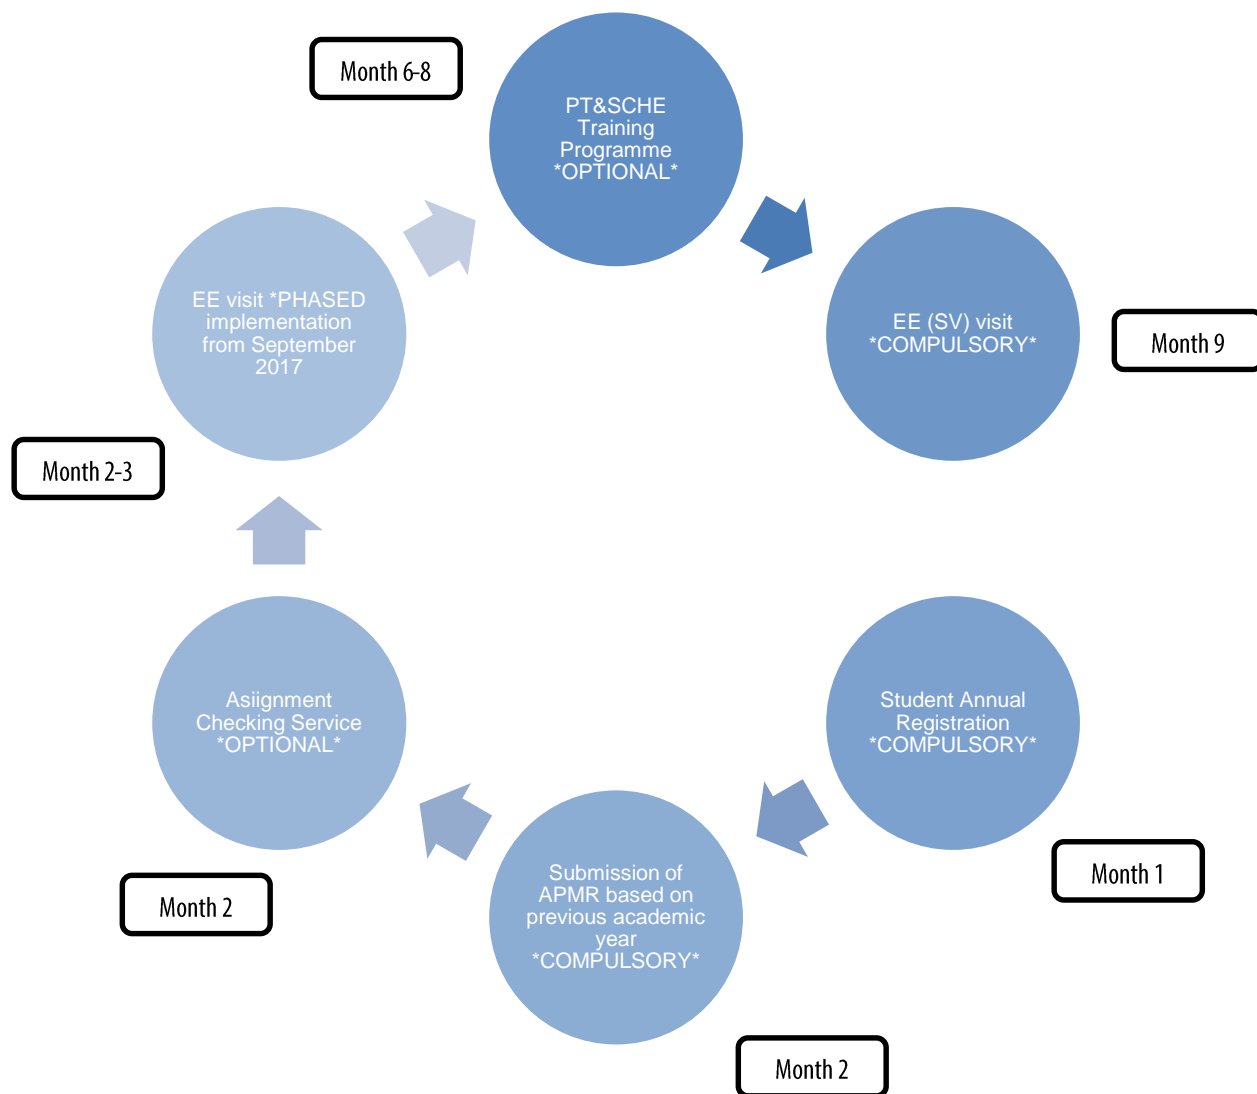 Month 6-8
PT&SCHE
Training
Programme
*OPTIONAL*
EE visit *PHASED
implementation
from September
2017
EE (SV) visit
*COMPULSORY*
Month 9
Month 2-3
Asiignment
Checking Service
*OPTIONAL*
Student Annual
Registration
*COMPULSORY*
Month 1
Submission of
APMR based on
previous academic
year
*COMPULSORY*
Month 2
Month 2